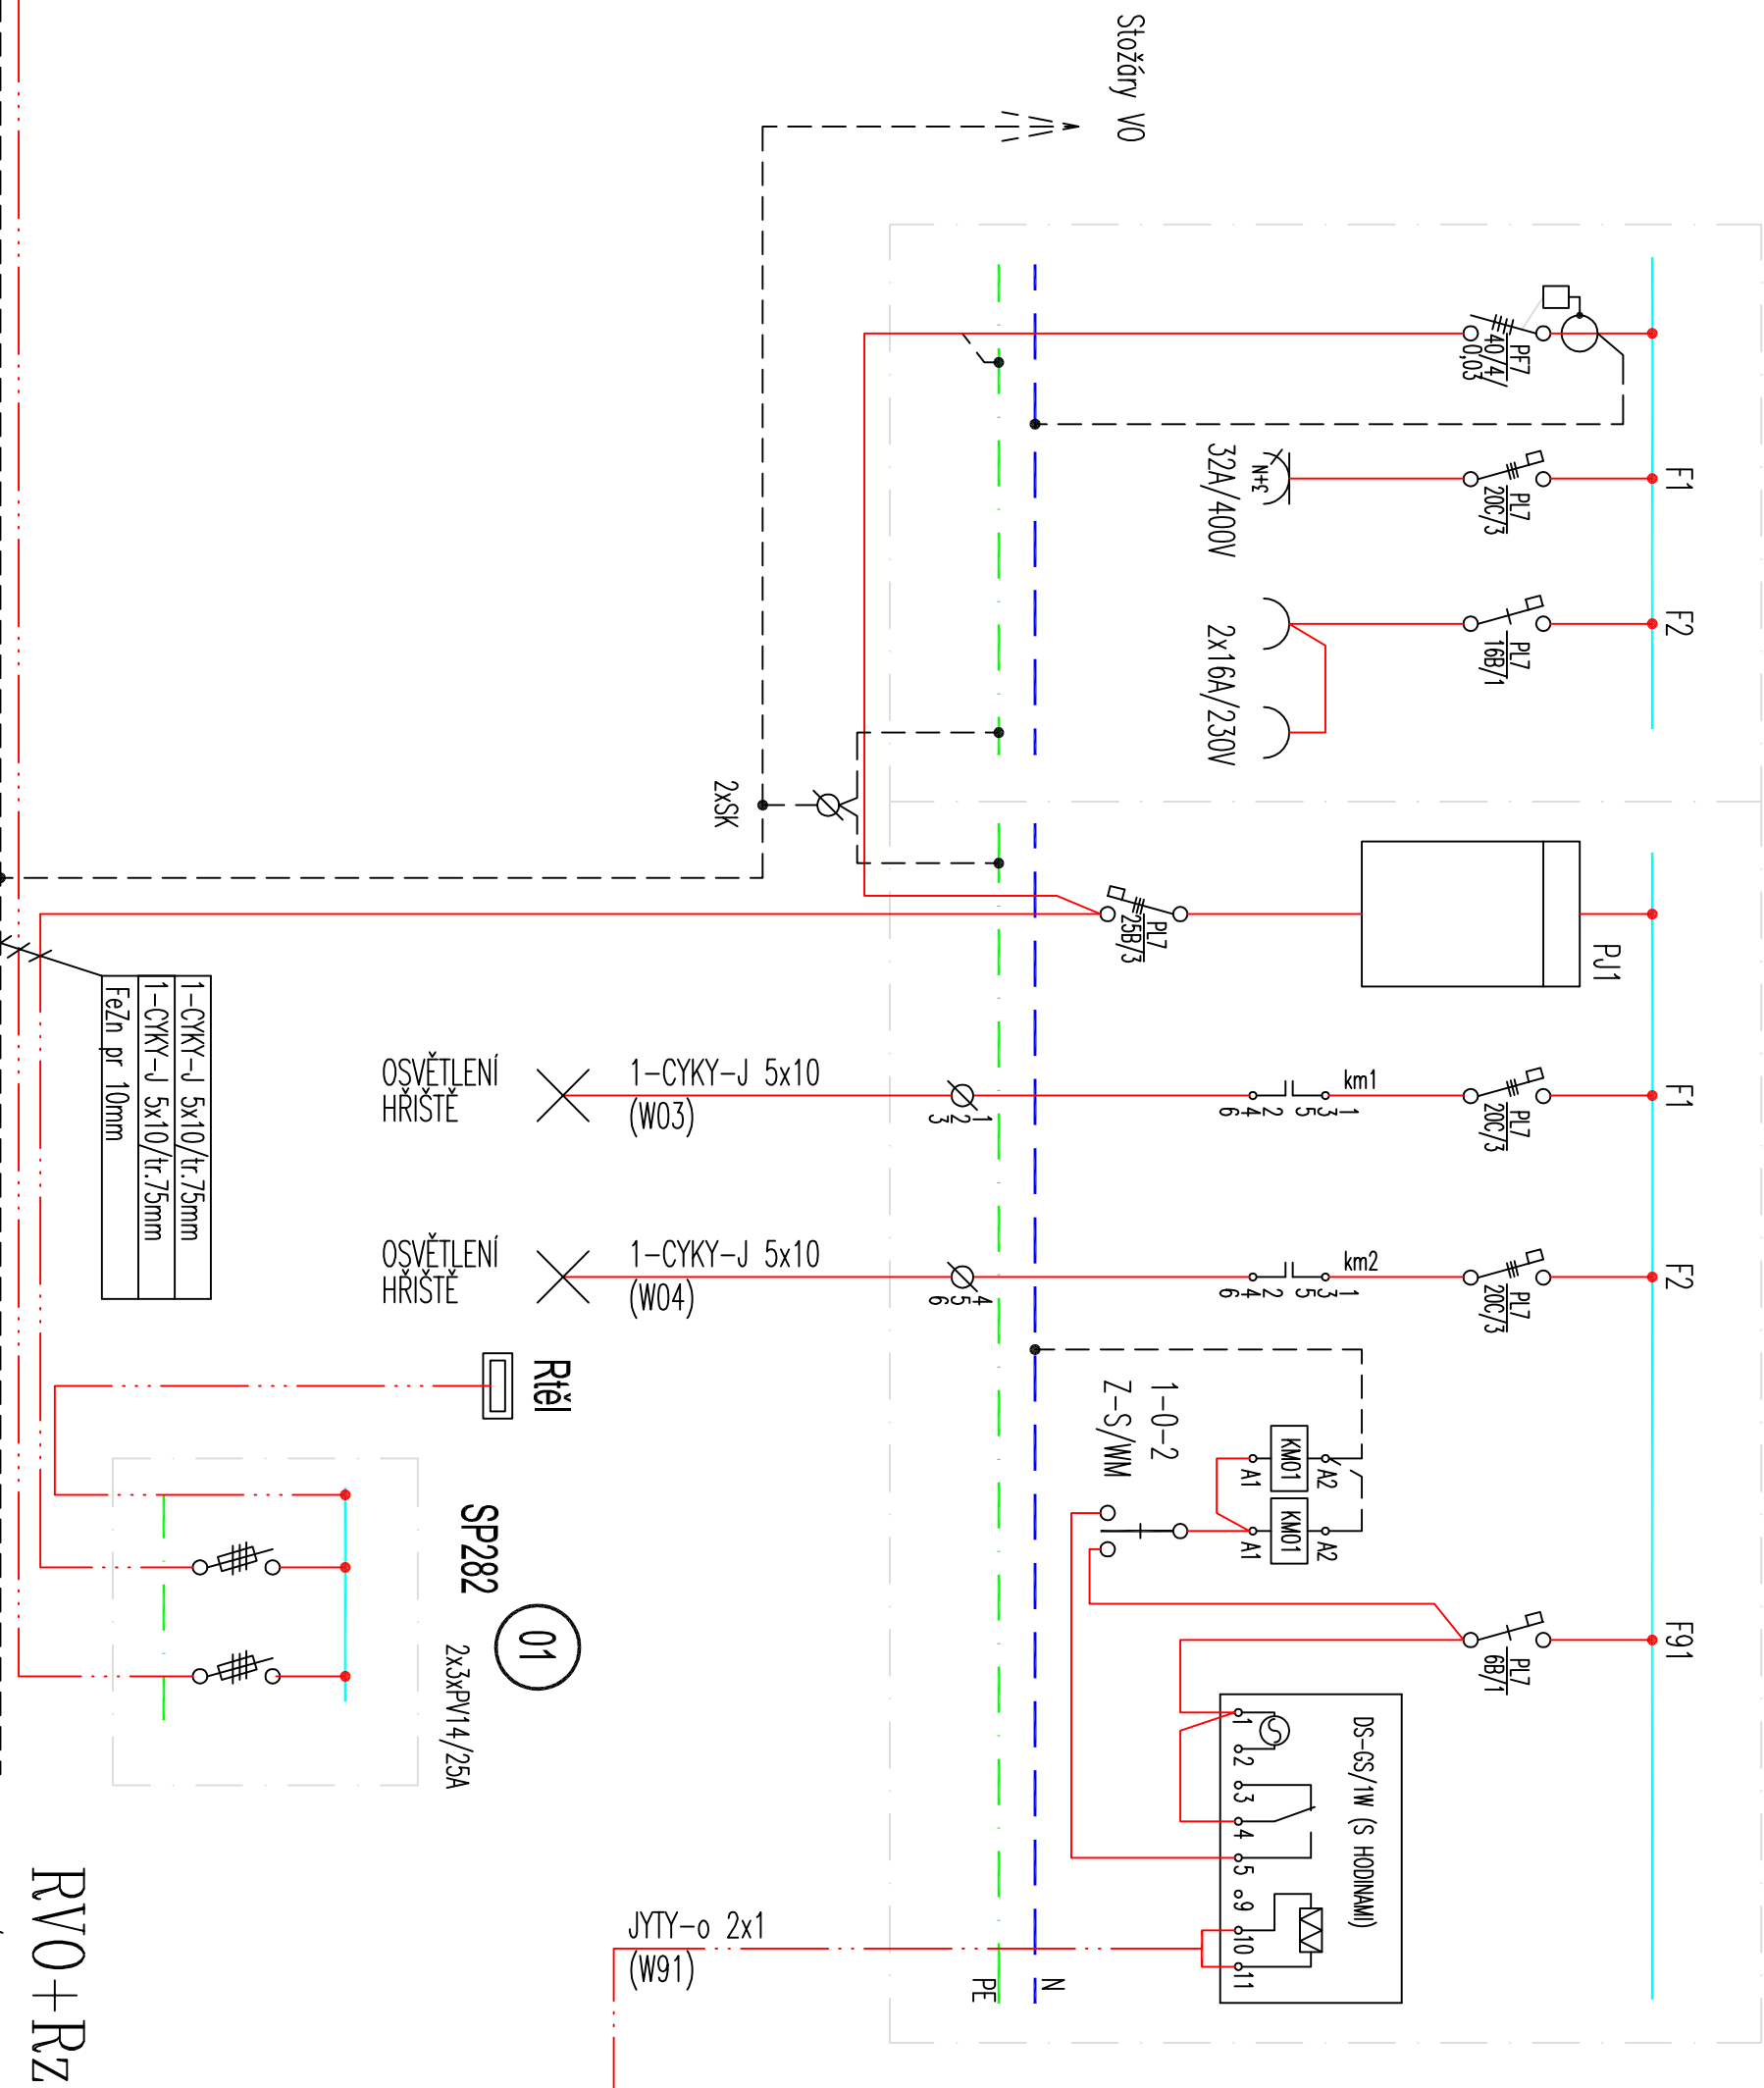 Stožáry VO
F1
F2
PF7
40/4/
0,03
PL7
20C/3
PL7
16B/1
3+N
32A/400V
2x16A/230V
2xSK
PJ1
F1
F2
F91
PL7
25B/3
PL7
20C/3
PL7
20C/3
PL7
6B/1
km1
1
3
5
2
4
6
km2
1
3
5
2
4
6
1
2
3
4
5
6
1-CYKY-J 5x10
(W03)
OSVĚTLENÍ
HŘIŠTĚ
1-CYKY-J 5x10
(W04)
OSVĚTLENÍ
HŘIŠTĚ
A2
KM01
A1
A2
KM01
A1
1-0-2
Z-S/WM
DS-GS/1W (S HODINAMI)
1
2
3
4
5
9
10
11
N
PE
JYTY-o 2x1
(W91)
1-CYKY-J 5x10/tr.75mm
1-CYKY-J 5x10/tr.75mm
FeZn pr 10mm
Rtěl
SP282
01
2x3xPV14/25A
RVO+Rz